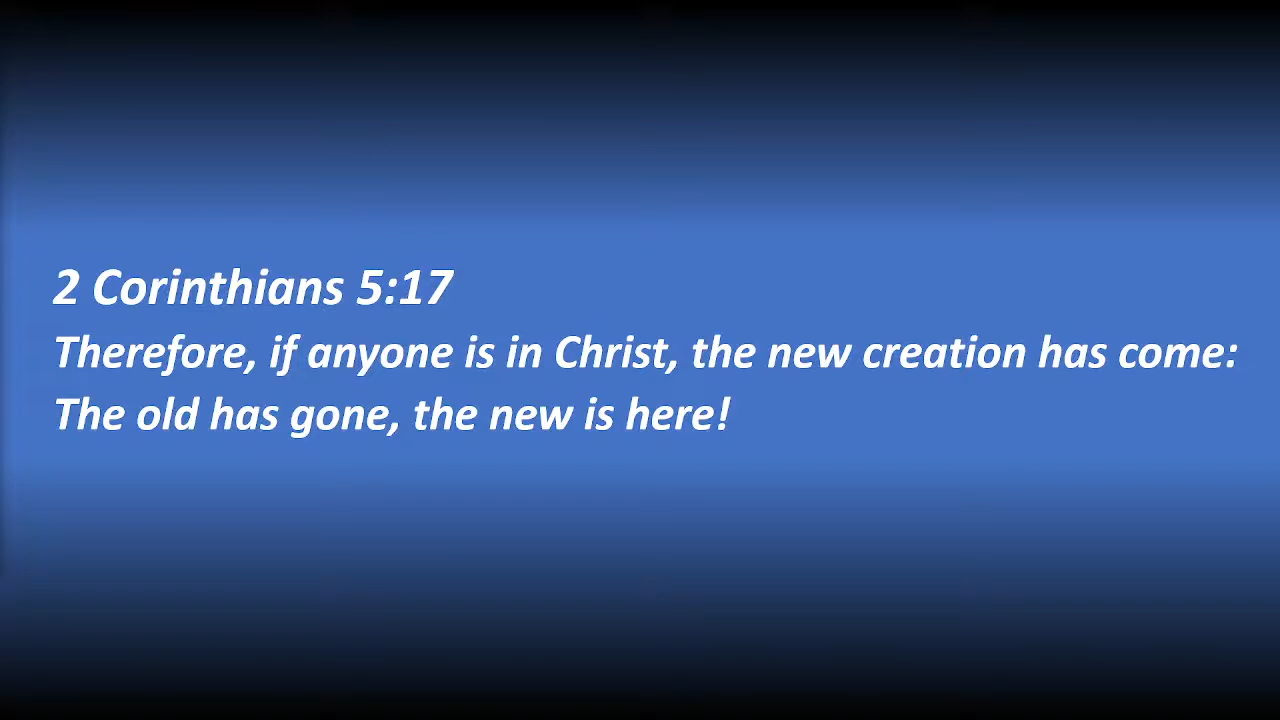 2 Corinthians 5:17
Therefore, if anyone is in Christ, the new creation has come:
The old has gone, the new is here!